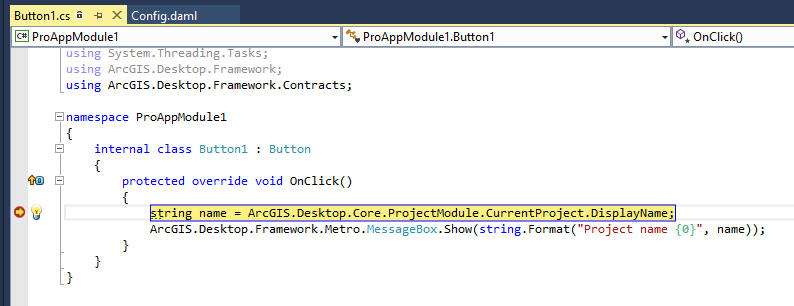 Button1.cs Config.daml
C# ProAppModule1 ProAppModule1.Button1 OnClick()
using System.Threading.Tasks;
using ArcGIS.Desktop.Framework;
using ArcGIS.Desktop.Framework.Contracts;
namespace ProAppModule1
{
internal class Button1 : Button
{
protected override void OnClick()
{
string name = ArcGIS.Desktop.Core.ProjectModule.CurrentProject.DisplayName;
ArcGIS.Desktop.Framework.Metro.MessageBox.Show(string.Format("Project name {0}", name));
}
}
}